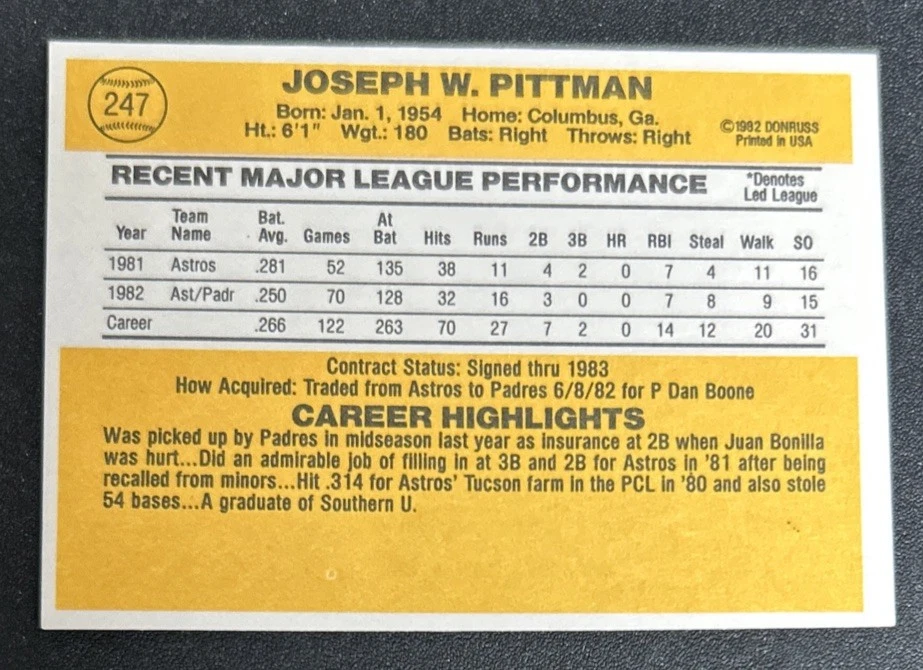 247
JOSEPH W. PITTMAN
Born: Jan. 1, 1954 Home: Columbus, Ga.
Ht.: 6'1" Wgt.: 180 Bats: Right Throws: Right
©1982 DONRUSS
Printed in USA
RECENT MAJOR LEAGUE PERFORMANCE
*Denotes
Led League
Year Team Name Bat. Avg. Games At Bat Hits Runs 2B 3B HR RBI Steal Walk SO
1981 Astros .281 52 135 38 11 4 2 0 7 4 11 16
1982 Ast/Padr .250 70 128 32 16 3 0 0 7 8 9 15
Career .266 122 263 70 27 7 2 0 14 12 20 31
Contract Status: Signed thru 1983
How Acquired: Traded from Astros to Padres 6/8/82 for P Dan Boone
CAREER HIGHLIGHTS
Was picked up by Padres in midseason last year as insurance at 2B when Juan Bonilla
was hurt...Did an admirable job of filling in at 3B and 2B for Astros in '81 after being
recalled from minors...Hit .314 for Astros' Tucson farm in the PCL in '80 and also stole
54 bases...A graduate of Southern U.